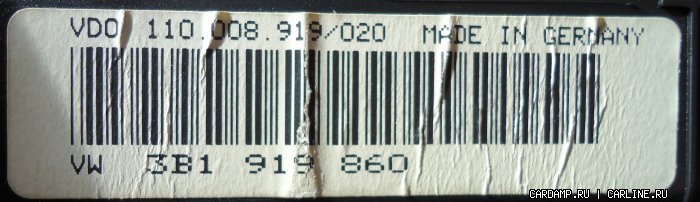 VDO 110.008.919/020 MADE IN GERMANY
VW 3B1 919 860
CARDAMP.RU | CARLINE.RU